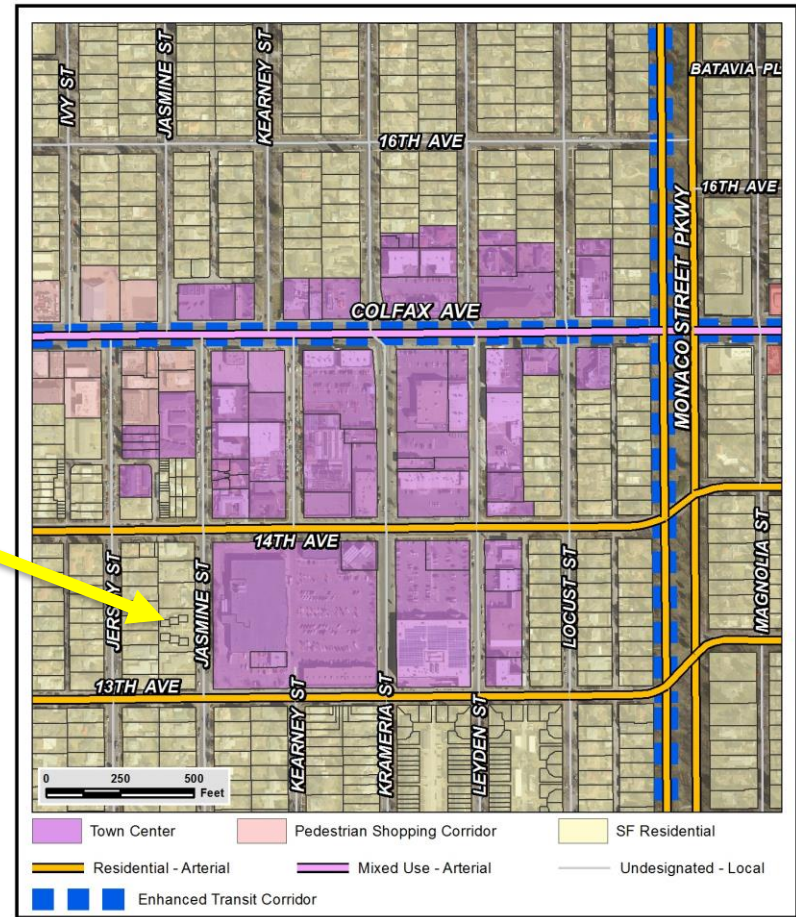 IVY ST
JASMINE ST
KEARNEY ST
BATAVIA PL
16TH AVE
16TH AVE
MONACO STREET PKWY
COLFAX AVE
14TH AVE
JERSEY ST
JASMINE ST
LOCUST ST
MAGNOLIA ST
13TH AVE
KEARNEY ST
KRAMERIA ST
LEYDEN ST
0 250 500
Feet
Town Center Pedestrian Shopping Corridor SF Residential
Residential - Arterial Mixed Use - Arterial Undesignated - Local
Enhanced Transit Corridor